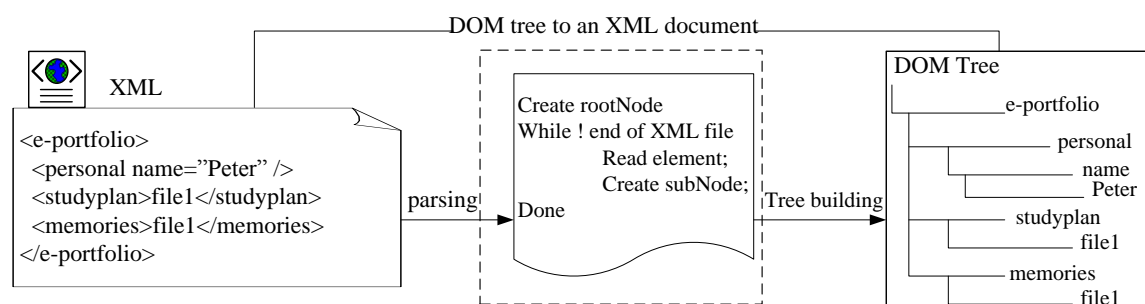 DOM tree to an XML document
XML
<e-portfolio>
<personal name=”Peter” />
<studyplan>file1</studyplan>
<memories>file1</memories>
</e-portfolio>
parsing
Create rootNode
While ! end of XML file
Read element;
Create subNode;
Done
Tree building
DOM Tree
e-portfolio
personal
name
Peter
studyplan
file1
memories
file1